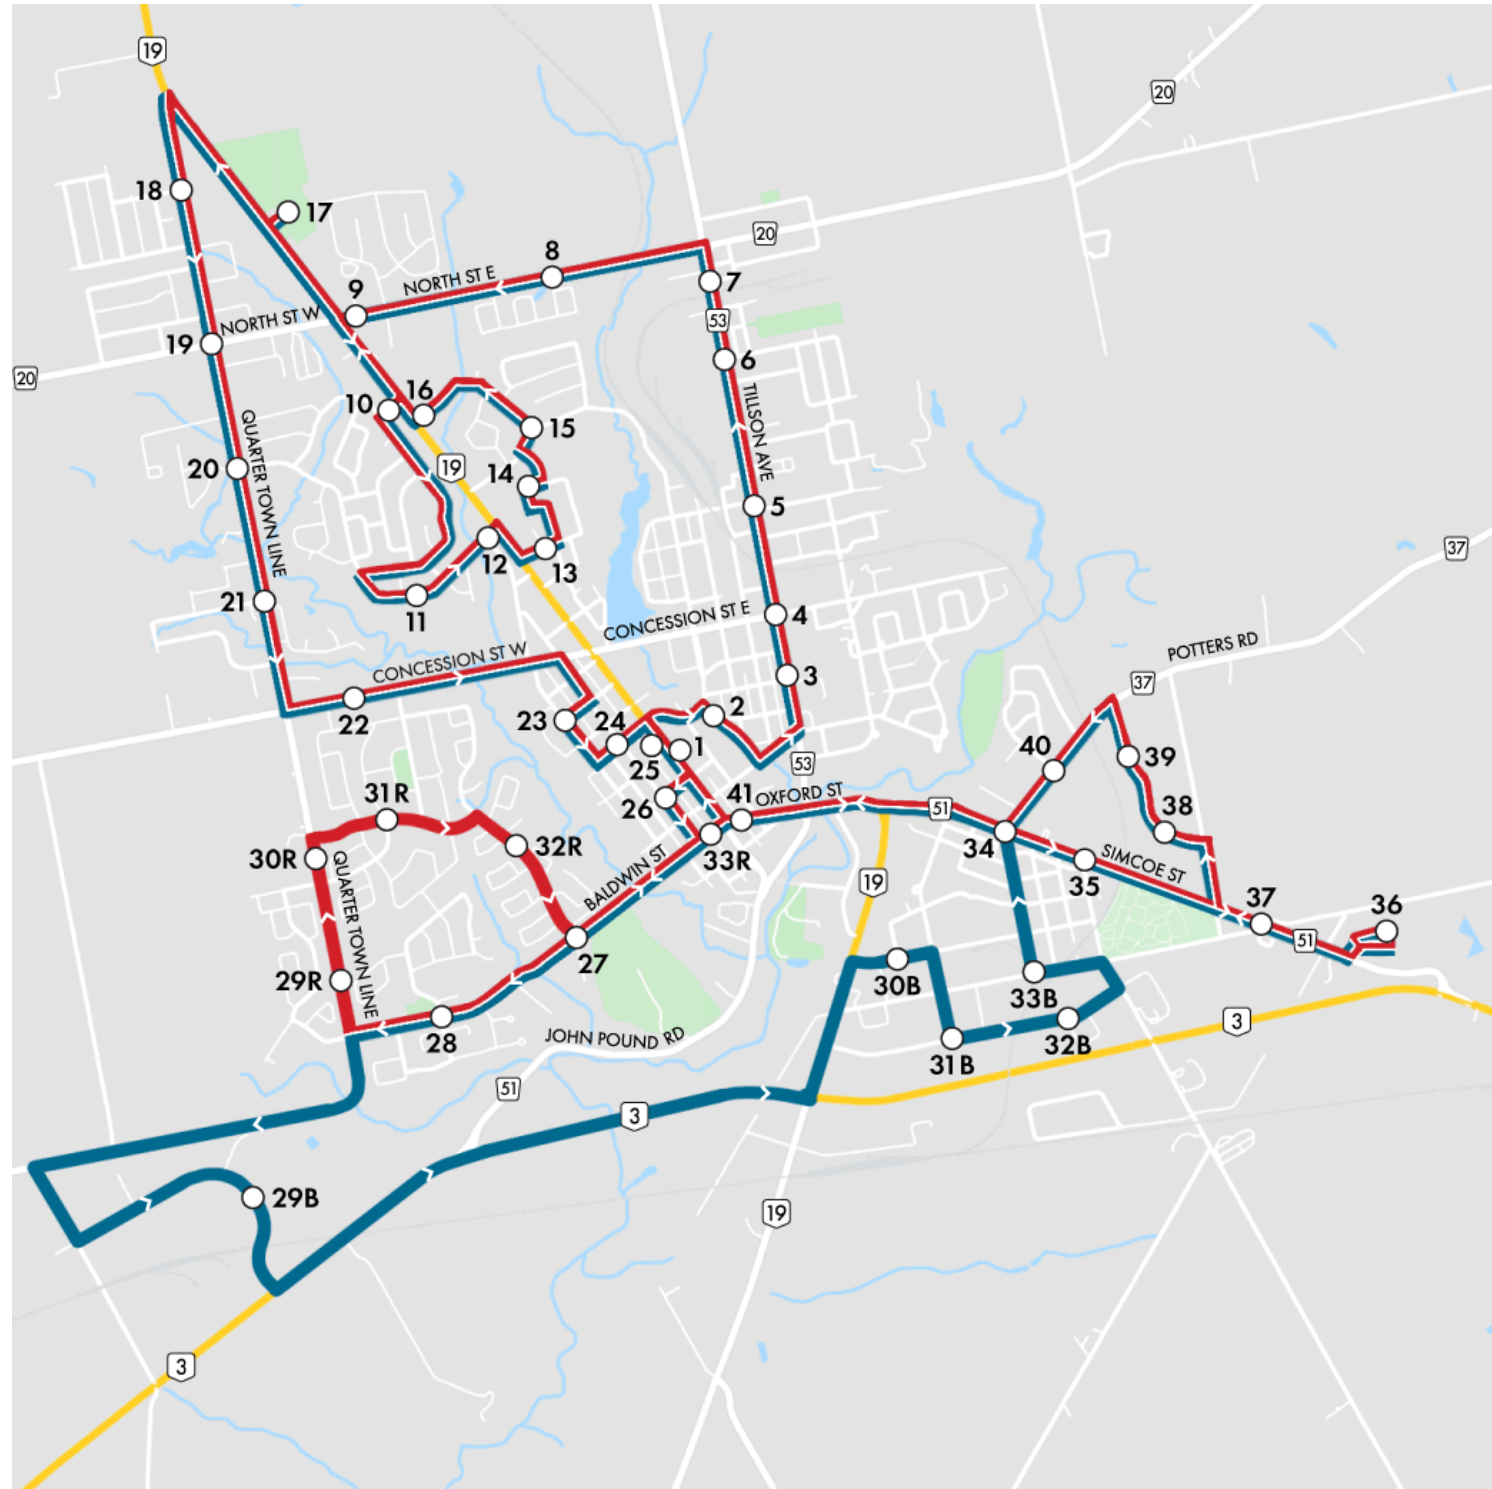 19
20
18
17
20
8
NORTH ST E
7
9
53
NORTH ST W
19
6
20
10
16
TILLSON AVE
QUARTER TOWN LINE
15
19
20
14
5
37
12
13
21
11
CONCESSION ST E
4
POTTERS RD
CONCESSION ST W
3
37
22
23
24
2
25
1
40
39
53
31R
26
41
OXFORD ST
51
38
30R
32R
33R
34
SIMCOE ST
35
QUARTER TOWN LINE
BALDWIN ST
19
37
36
27
51
29R
30B
33B
28
JOHN POUND RD
31B
32B
3
51
3
29B
19
3